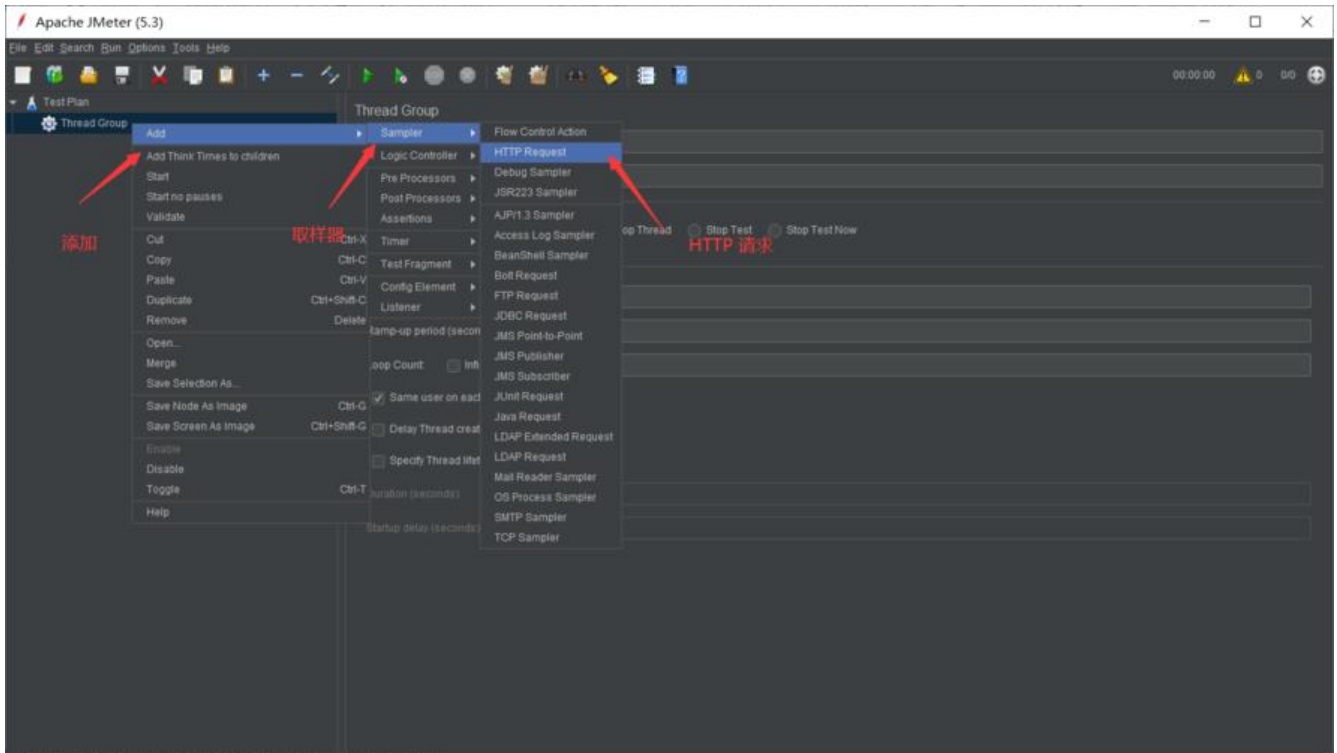 Apache JMeter (5.3)
File Edit Search Run Options Tools Help
00:00:00 0 0/0
Test Plan
Thread Group
Thread Group
Add
Add Think Times to children
Start
Start no pauses
Validate
Cut Ctrl-X
Copy Ctrl-C
Paste Ctrl-V
Duplicate Ctrl+Shift-C
Remove Delete
Open...
Merge
Save Selection As...
Save Node As Image Ctrl-G
Save Screen As Image Ctrl+Shift-G
Enable
Disable
Toggle Ctrl-T
Help
添加
取样器
HTTP 请求
Sampler
Logic Controller
Pre Processors
Post Processors
Assertions
Timer
Test Fragment
Config Element
Listener
Flow Control Action
HTTP Request
Debug Sampler
JSR223 Sampler
AJP/1.3 Sampler
Access Log Sampler
BeanShell Sampler
Bolt Request
FTP Request
JDBC Request
JMS Point-to-Point
JMS Publisher
JMS Subscriber
JUnit Request
Java Request
LDAP Extended Request
LDAP Request
Mail Reader Sampler
OS Process Sampler
SMTP Sampler
TCP Sampler
op Thread Stop Test Stop Test Now
amp-up period (secon
oop Count: Infi
Same user on each
Delay Thread creat
Specify Thread lifet
uration (seconds)
Startup delay (seconds)